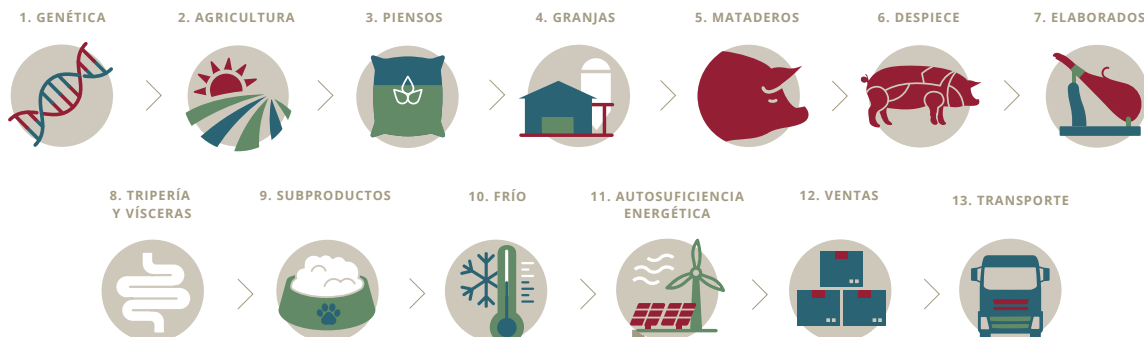 1. GENÉTICA
2. AGRICULTURA
3. PIENSOS
4. GRANJAS
5. MATADEROS
6. DESPIECE
7. ELABORADOS
8. TRIPERÍA
Y VÍSCERAS
9. SUBPRODUCTOS
10. FRÍO
11. AUTOSUFICIENCIA
ENERGÉTICA
12. VENTAS
13. TRANSPORTE